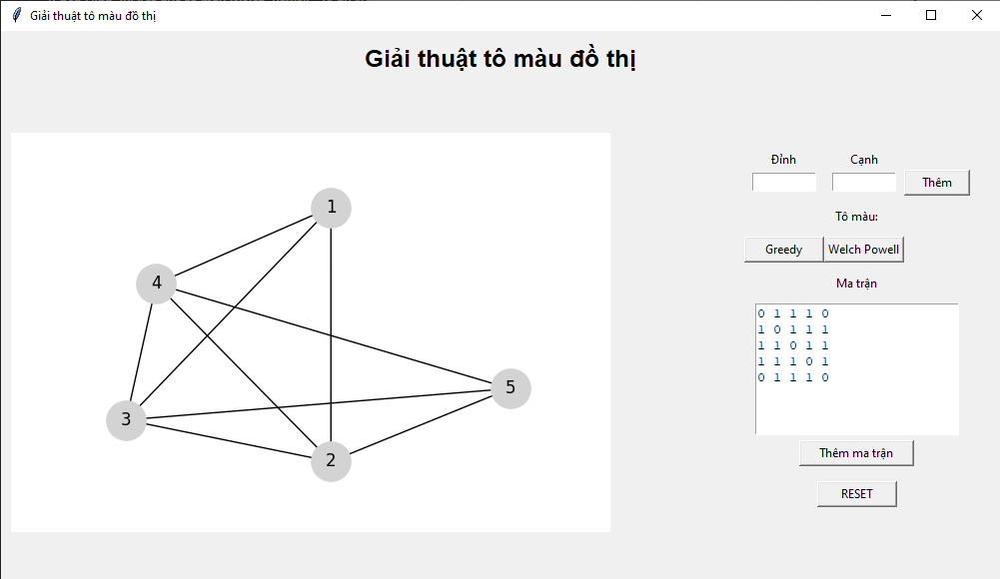 Giải thuật tô màu đồ thị
Giải thuật tô màu đồ thị
1
4
5
3
2
Đỉnh
Cạnh
Thêm
Tô màu:
Greedy
Welch Powell
Ma trận
0 1 1 1 0
1 0 1 1 1
1 1 0 1 1
1 1 1 0 1
0 1 1 1 0
Thêm ma trận
RESET